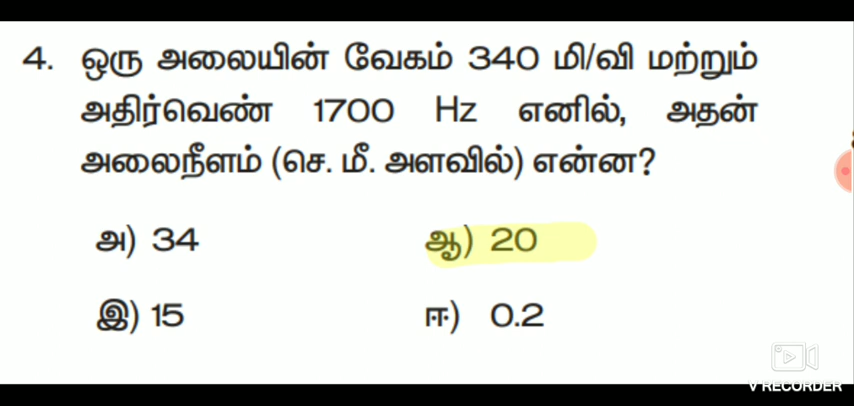 4. ஒரு அலையின் வேகம் 340 மி/வி மற்றும்
அதிர்வெண் 1700 Hz எனில், அதன்
அலைநீளம் (செ. மீ. அளவில்) என்ன?
அ) 34 ஆ) 20
இ) 15 ஈ) 0.2
V RECORDER